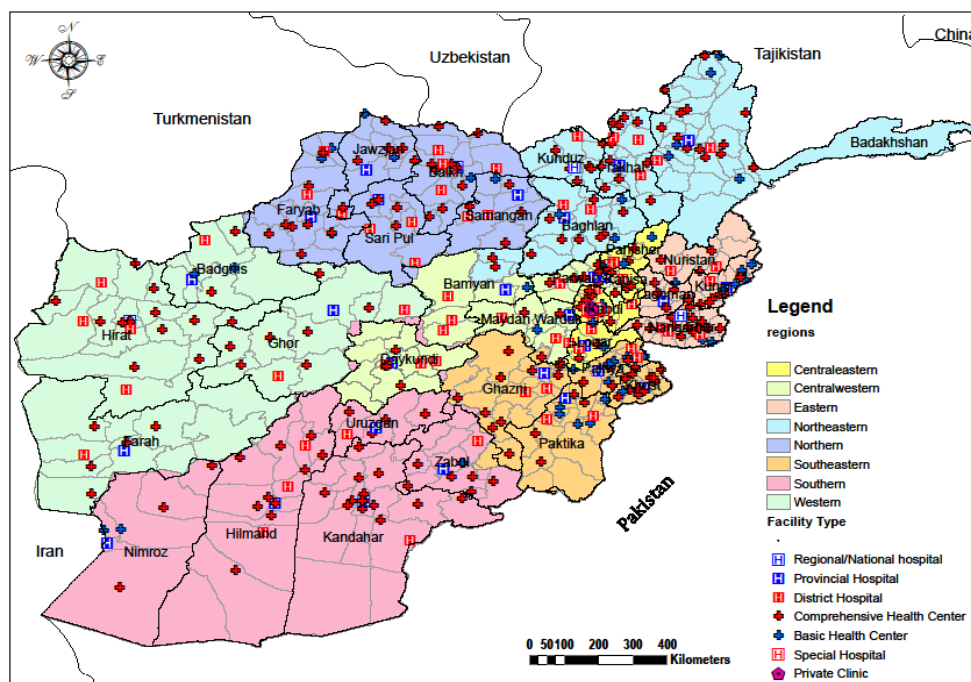 N
W E
S
Uzbekistan
Tajikistan
China
Turkmenistan
Badakhshan
Jawzjan
Balkh
Kunduz
Takhar
Faryab
Samangan
Sari Pul
Baghlan
Panjsher
Nuristan
Badghis
Bamyan
Parwan
Kapisa
Kunar
Laghman
Kabul
Maydan Wardak
Nangarhar
Hirat
Ghor
Logar
Daykundi
Ghazni
Paktya
Khost
Uruzgan
Farah
Paktika
Zabul
Pakistan
Iran
Nimroz
Hilmand
Kandahar
Legend
regions
Centraleastern
Centralwestern
Eastern
Northeastern
Northern
Southeastern
Southern
Western
Facility Type
H Regional/National hospital
H Provincial Hospital
H District Hospital
Comprehensive Health Center
Basic Health Center
H Special Hospital
Private Clinic
0 50 100 200 300 400
Kilometers